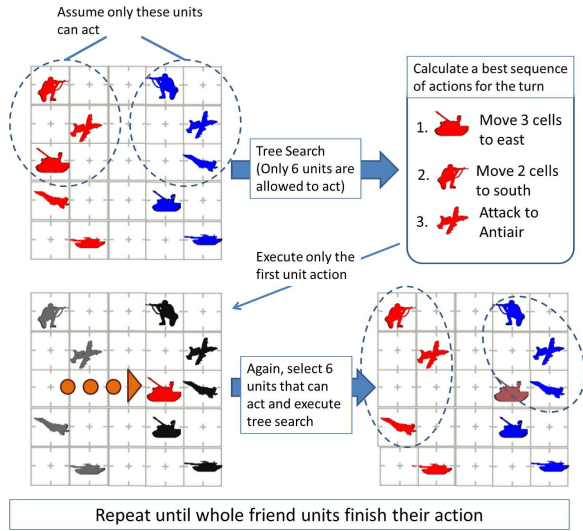 Assume only these units
can act
Calculate a best sequence
of actions for the turn
1. Move 3 cells
to east
2. Move 2 cells
to south
3. Attack to
Antiair
Tree Search
(Only 6 units are
allowed to act)
Execute only the
first unit action
Again, select 6
units that can
act and execute
tree search
Repeat until whole friend units finish their action